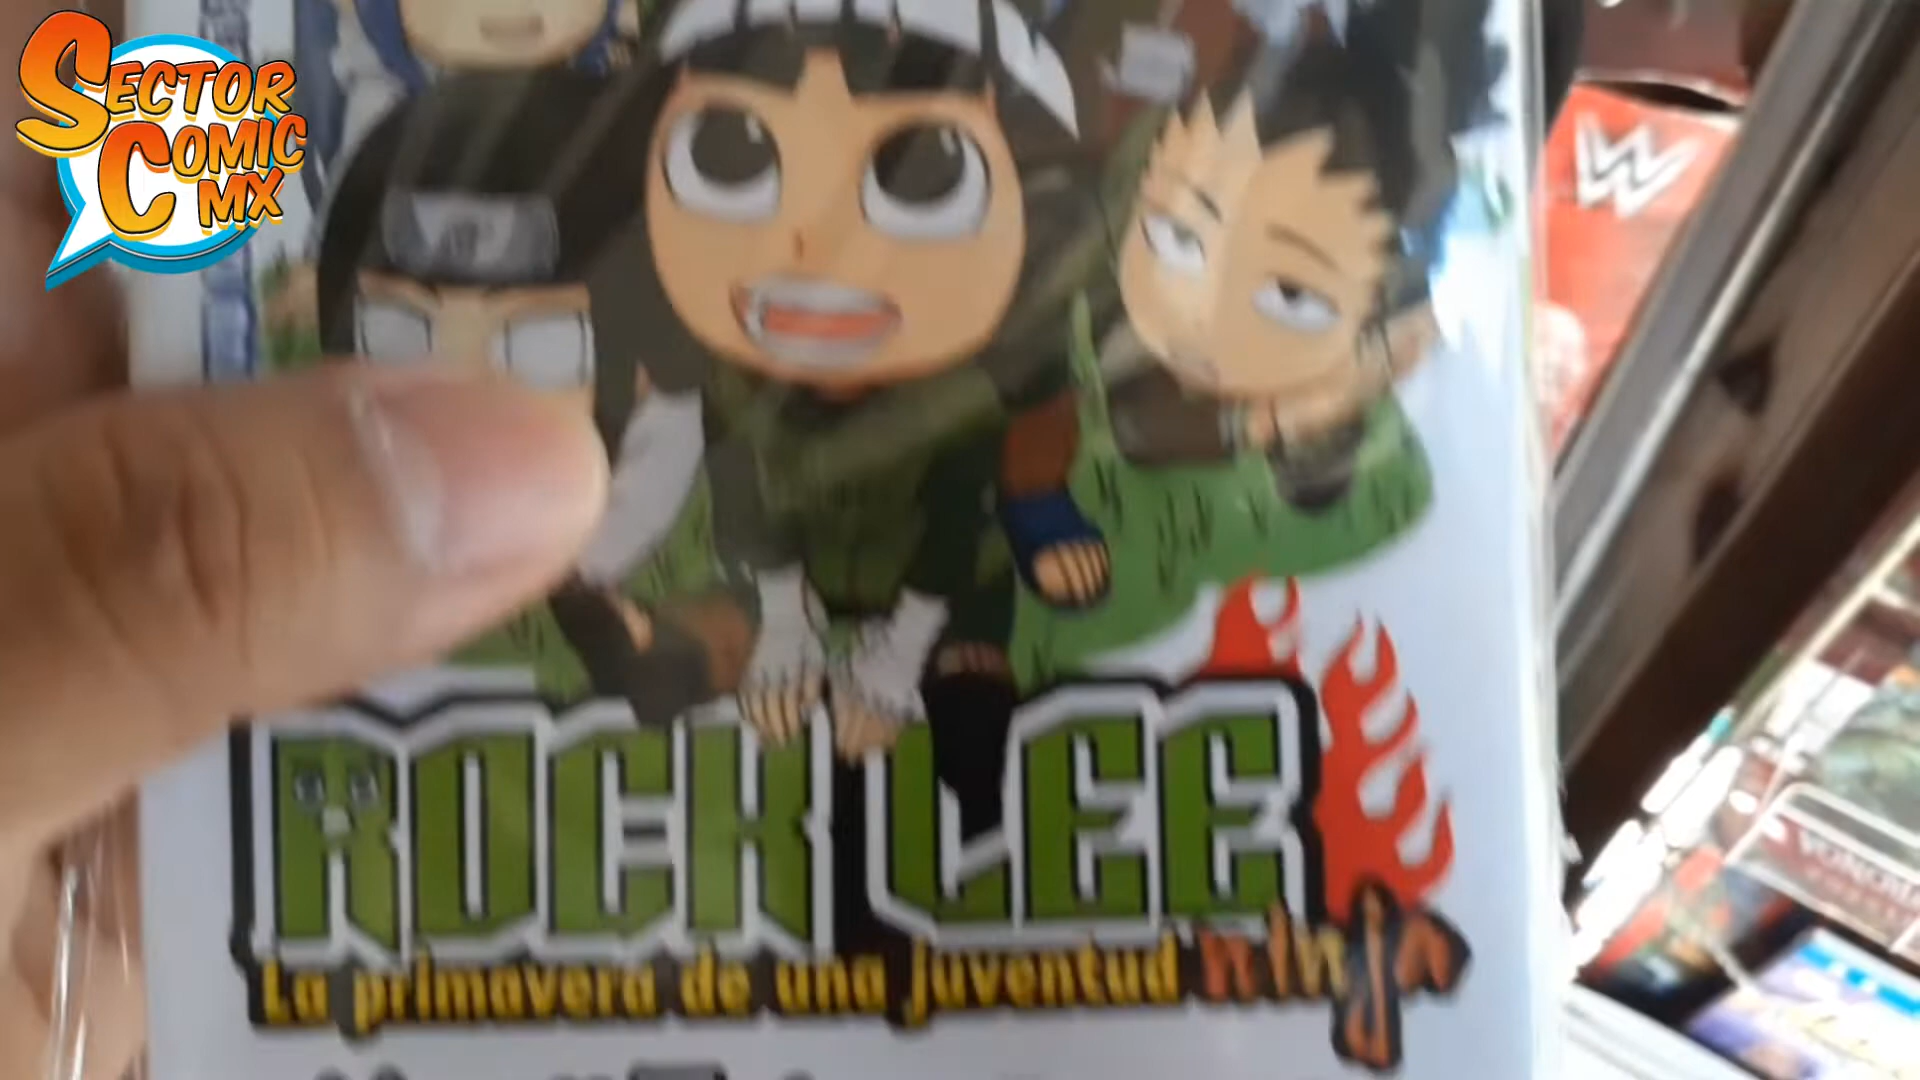 SECTOR
COMIC
MX
W
ROCK LEE
La primavera de una juventud ninja